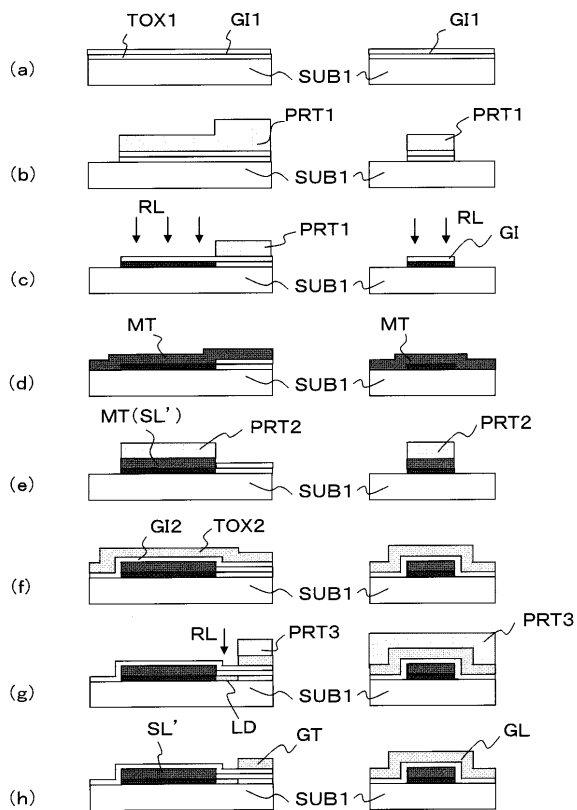 TOX1 GI1 GI1
(a) SUB1
PRT1 PRT1
(b) SUB1
RL PRT1 RL GI
(c) SUB1
MT MT
(d) SUB1
MT(SL') PRT2 PRT2
(e) SUB1
GI2 TOX2
(f) SUB1
RL PRT3 PRT3
(g) SUB1
LD
SL' GT GL
(h) SUB1